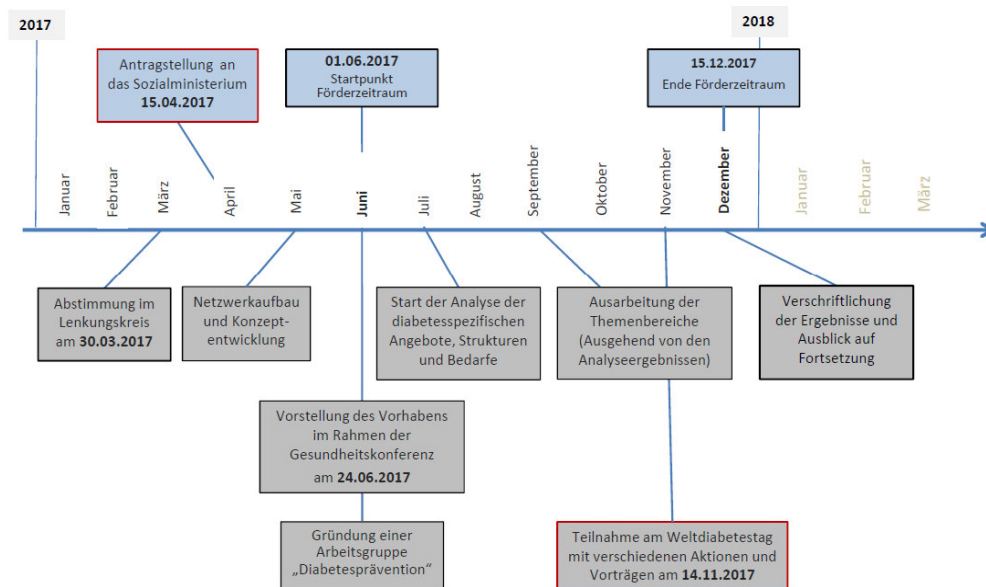 2017
2018
Antragstellung an
das Sozialministerium
15.04.2017
01.06.2017
Startpunkt
Förderzeitraum
15.12.2017
Ende Förderzeitraum
Januar
Februar
März
April
Mai
Juni
Juli
August
September
Oktober
November
Dezember
Januar
Februar
März
Abstimmung im
Lenkungskreis
am 30.03.2017
Netzwerkaufbau
und Konzept-
entwicklung
Start der Analyse der
diabetesspezifischen
Angebote, Strukturen
und Bedarfe
Ausarbeitung der
Themenbereiche
(Ausgehend von den
Analyseergebnissen)
Verschriftlichung
der Ergebnisse und
Ausblick auf
Fortsetzung
Vorstellung des Vorhabens
im Rahmen der
Gesundheitskonferenz
am 24.06.2017
Gründung einer
Arbeitsgruppe
„Diabetesprävention“
Teilnahme am Weltdiabetestag
mit verschiedenen Aktionen und
Vorträgen am 14.11.2017